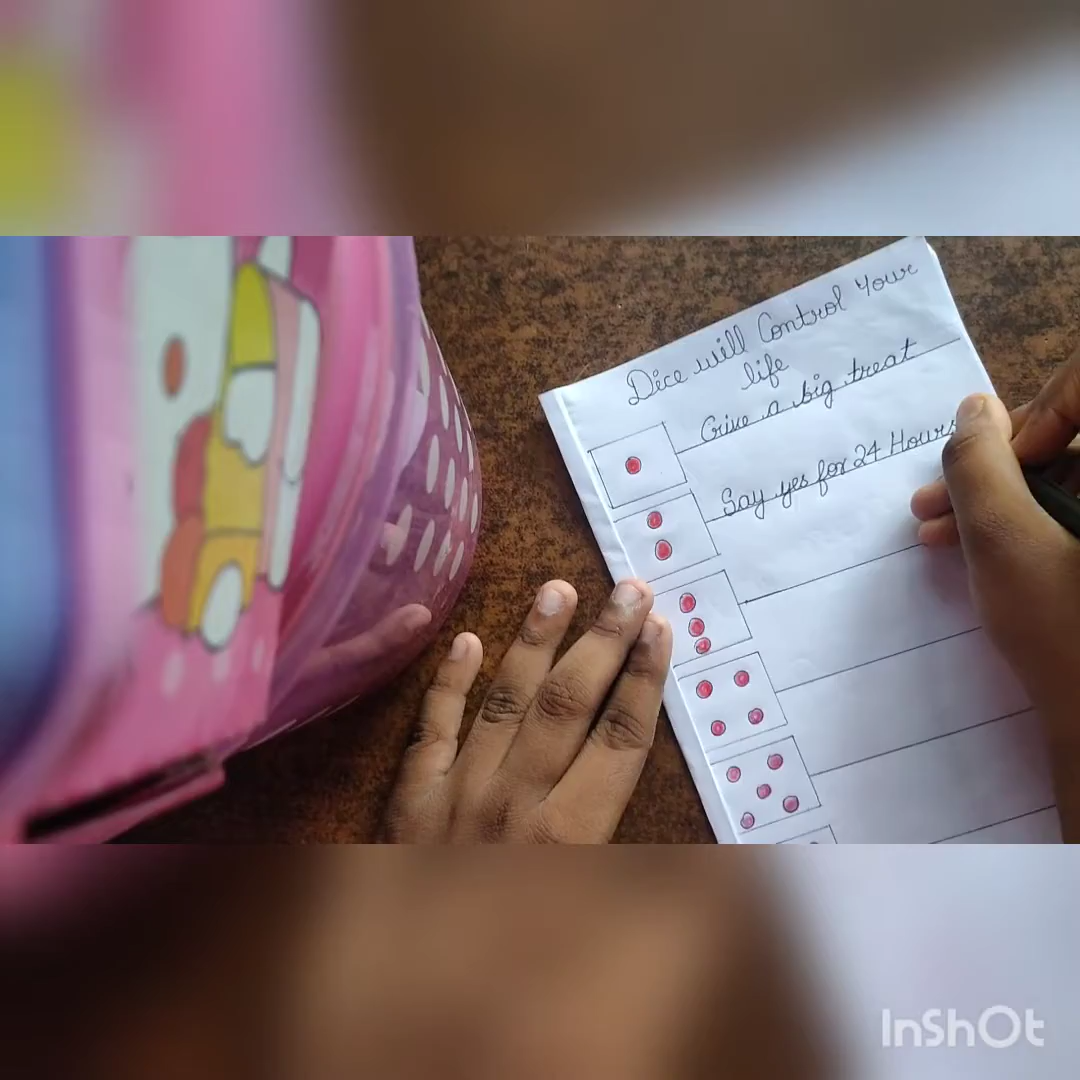 Dice will Control Your
life
Give a big treat
Say yes for 24 Hours
InShOt